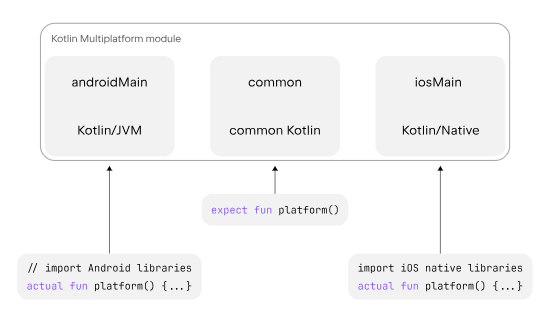 Kotlin Multiplatform module
androidMain
common
iosMain
Kotlin/JVM
common Kotlin
Kotlin/Native
expect fun platform()
// import Android libraries
actual fun platform() {...}
import iOS native libraries
actual fun platform() {...}